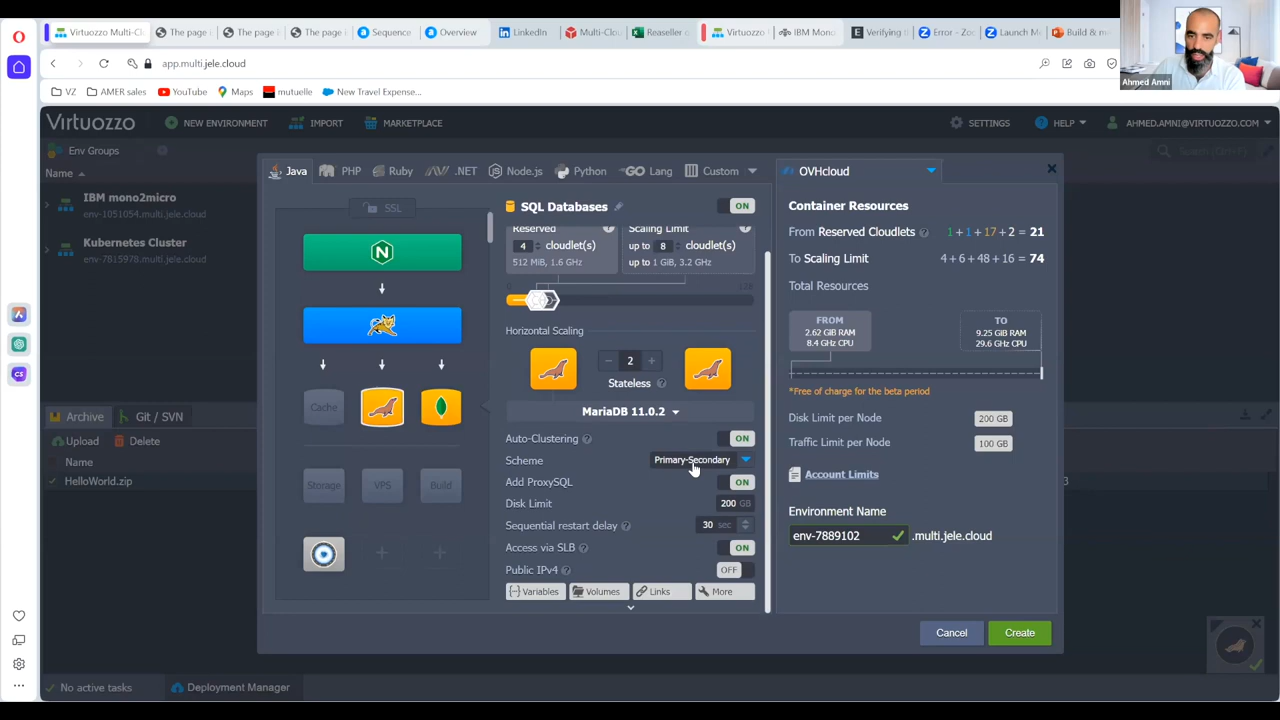 Virtuozzo Multi-Cl
The page i
The page i
The page i
Sequence
Overview
LinkedIn
Multi-Clou
Reaseller o
Virtuozzo
iBM Mono
Verifying
Error - Zoo
Launch Me
Build & m
app.multi.jele.cloud
VZ
AMER sales
YouTube
Maps
mutuelle
New Travel Expense...
Ahmed Amni
Virtuozzo
NEW ENVIRONMENT
IMPORT
MARKETPLACE
SETTINGS
HELP
AHMED.AMNI@VIRTUOZZO.COM
Env Groups
Name
IBM mono2micro
env-1051054.multi.jele.cloud
Kubernetes Cluster
env-7815978.multi.jele.cloud
Java
PHP
Ruby
.NET
Node.js
Python
Lang
Custom
OVHcloud
SSL
Cache
Storage
VPS
Build
SQL Databases
ON
Reserved
Scaling Limit
4 cloudlet(s)
up to 8 cloudlet(s)
512 MiB, 1.6 GHz
up to 1 GiB, 3.2 GHz
Horizontal Scaling
2
Stateless
MariaDB 11.0.2
Auto-Clustering
ON
Scheme
Primary-Secondary
Add ProxySQL
ON
Disk Limit
200 GB
Sequential restart delay
30 sec
Access via SLB
ON
Public IPv4
OFF
Variables
Volumes
Links
More
Container Resources
From Reserved Cloudlets
1+1+17+2= 21
To Scaling Limit
4+6+48+16= 74
Total Resources
FROM
2.62 GiB RAM
8.4 GHz CPU
TO
9.25 GiB RAM
29.6 GHz CPU
*Free of charge for the beta period
Disk Limit per Node
200 GB
Traffic Limit per Node
100 GB
Account Limits
Environment Name
env-7889102
.multi.jele.cloud
Cancel
Create
Archive
Git / SVN
Upload
Delete
Name
HelloWorld.zip
No active tasks
Deployment Manager